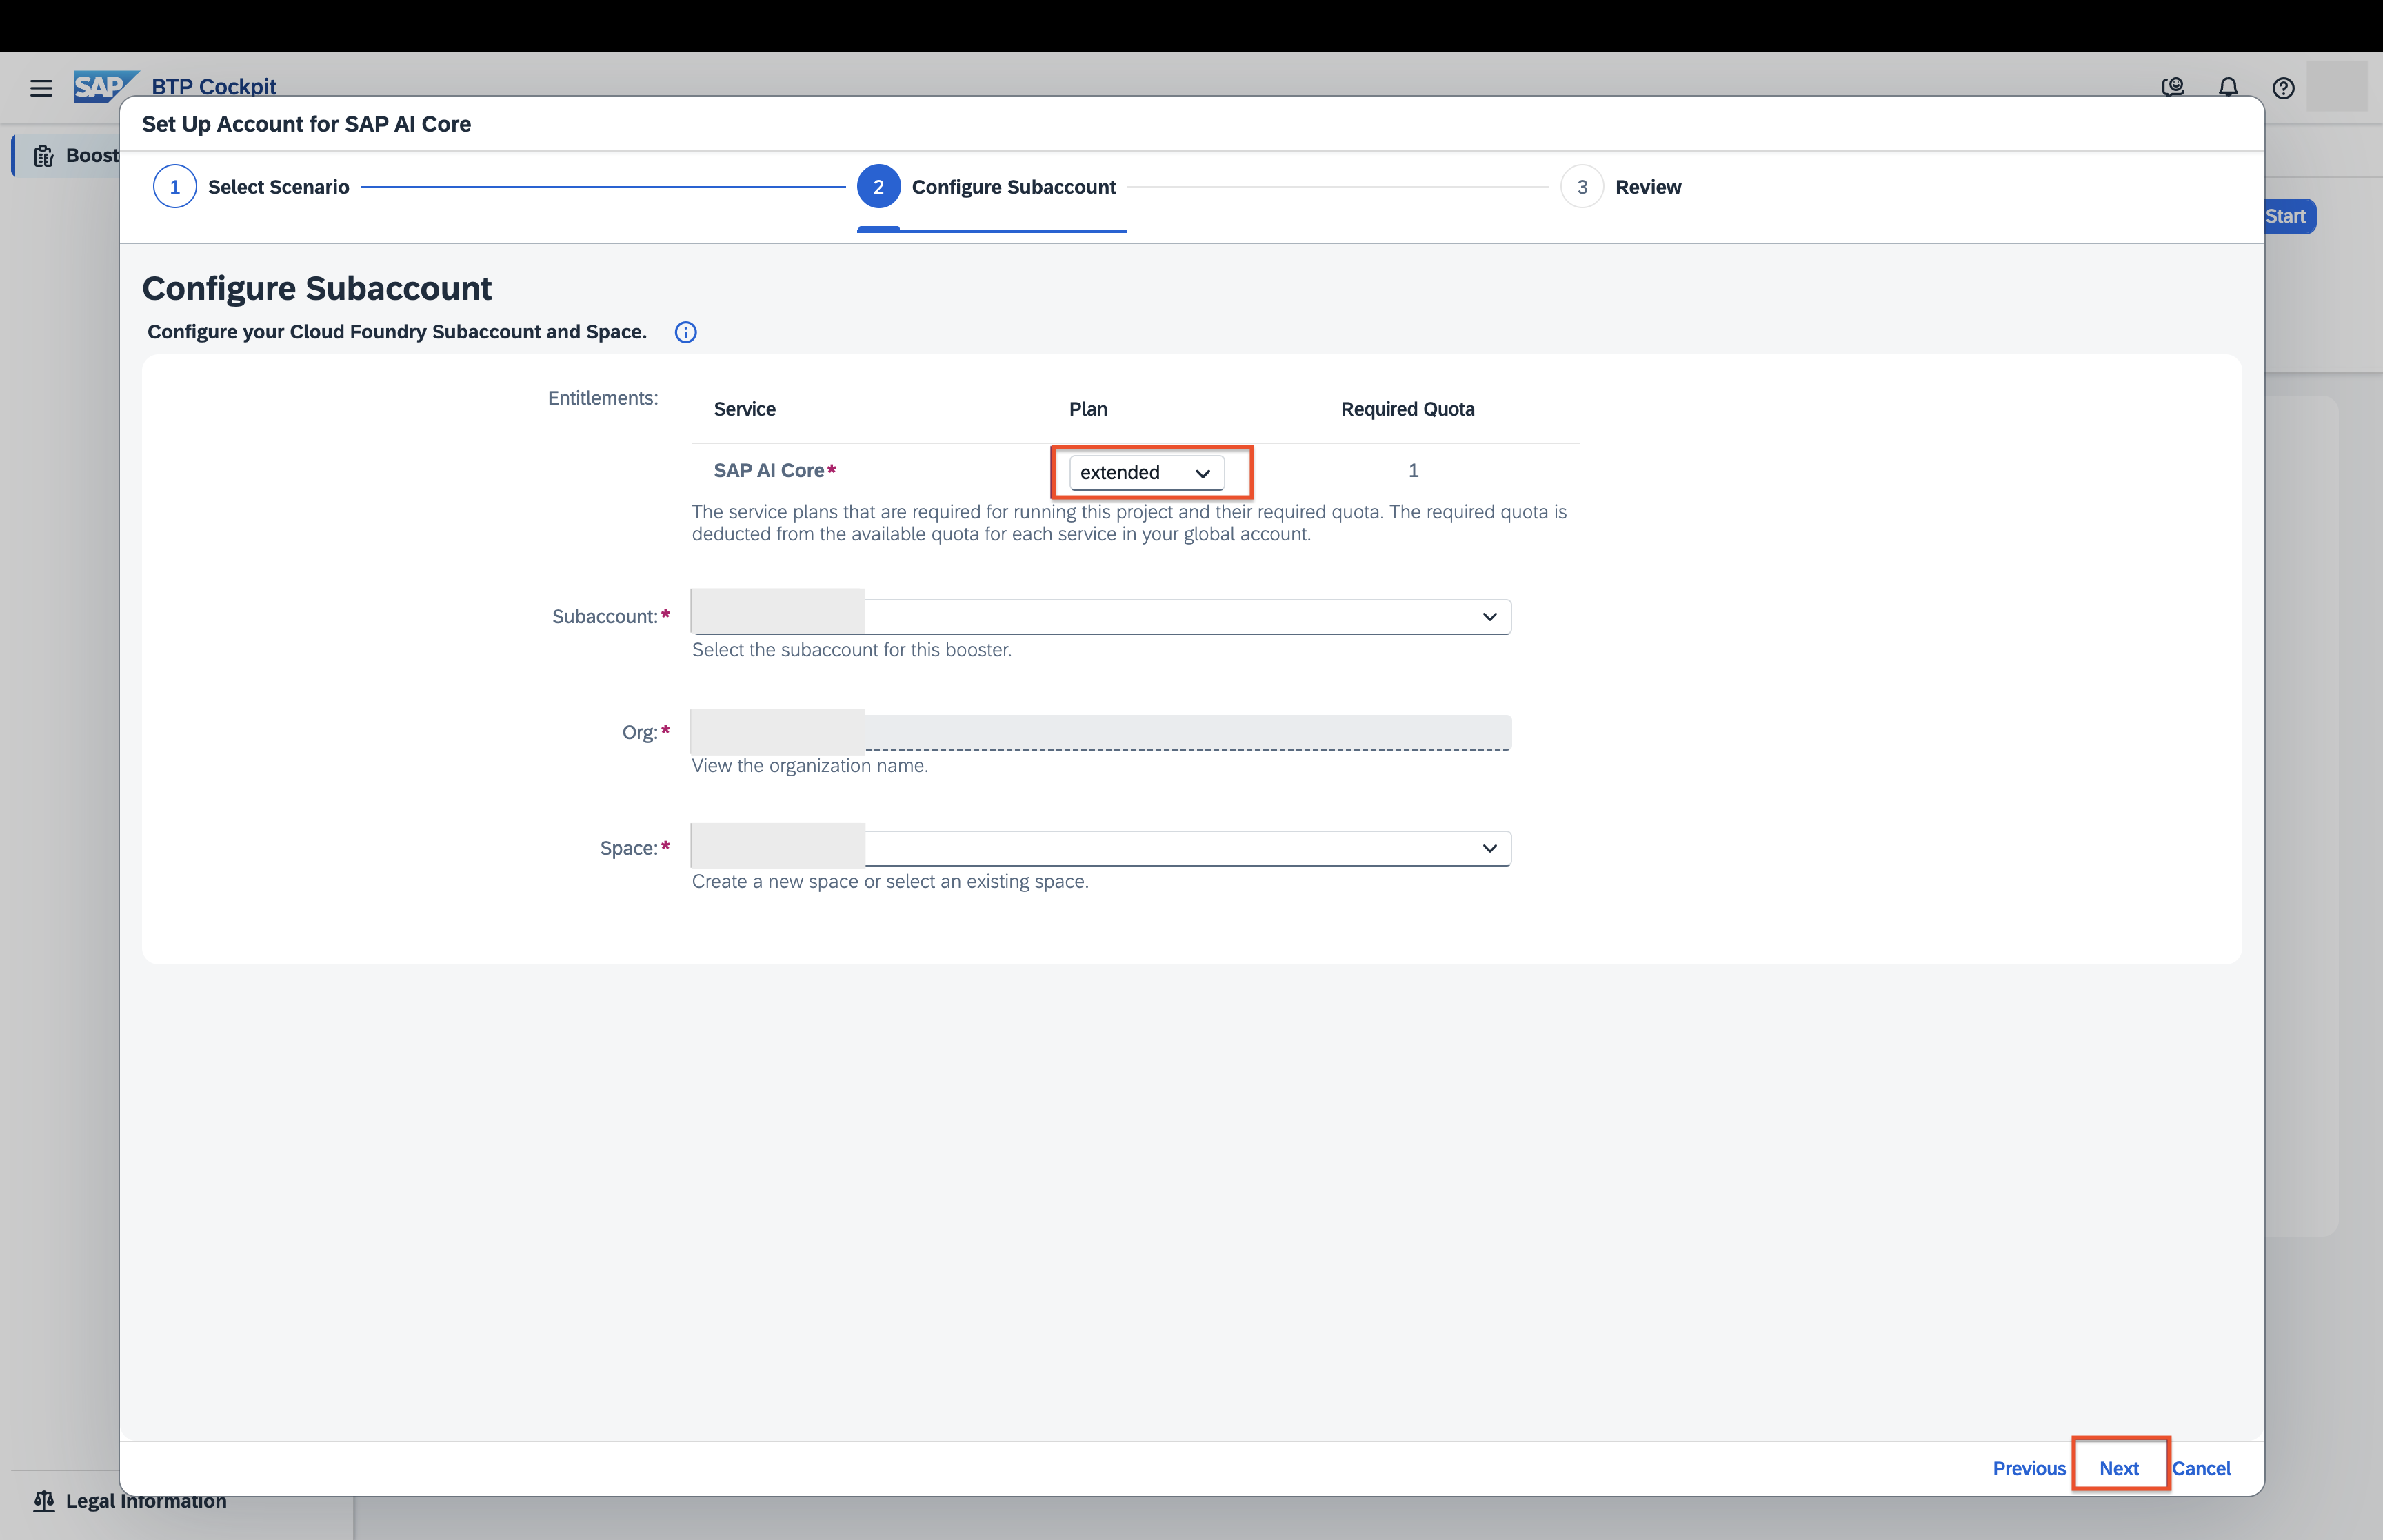 SAP BTP Cockpit
Set Up Account for SAP AI Core
Boost
1 Select Scenario 2 Configure Subaccount 3 Review
Start
Configure Subaccount
Configure your Cloud Foundry Subaccount and Space.
Entitlements:
Service Plan Required Quota
SAP AI Core* extended 1
The service plans that are required for running this project and their required quota. The required quota is
deducted from the available quota for each service in your global account.
Subaccount:*
Select the subaccount for this booster.
Org:*
View the organization name.
Space:*
Create a new space or select an existing space.
Previous Next Cancel
Legal Information